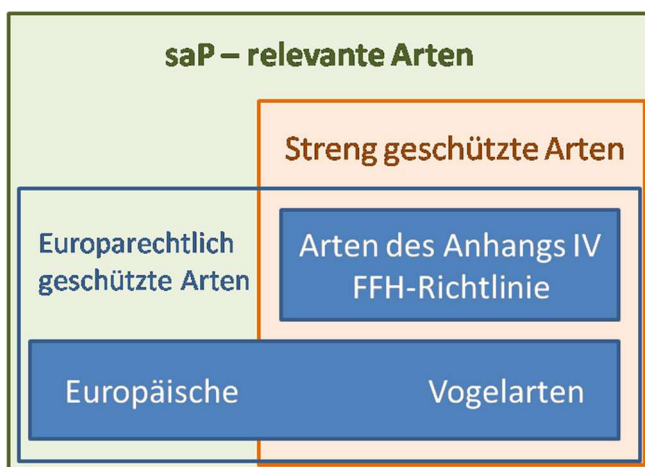 saP – relevante Arten
Streng geschützte Arten
Europarechtlich
geschützte Arten
Arten des Anhangs IV
FFH-Richtlinie
Europäische Vogelarten